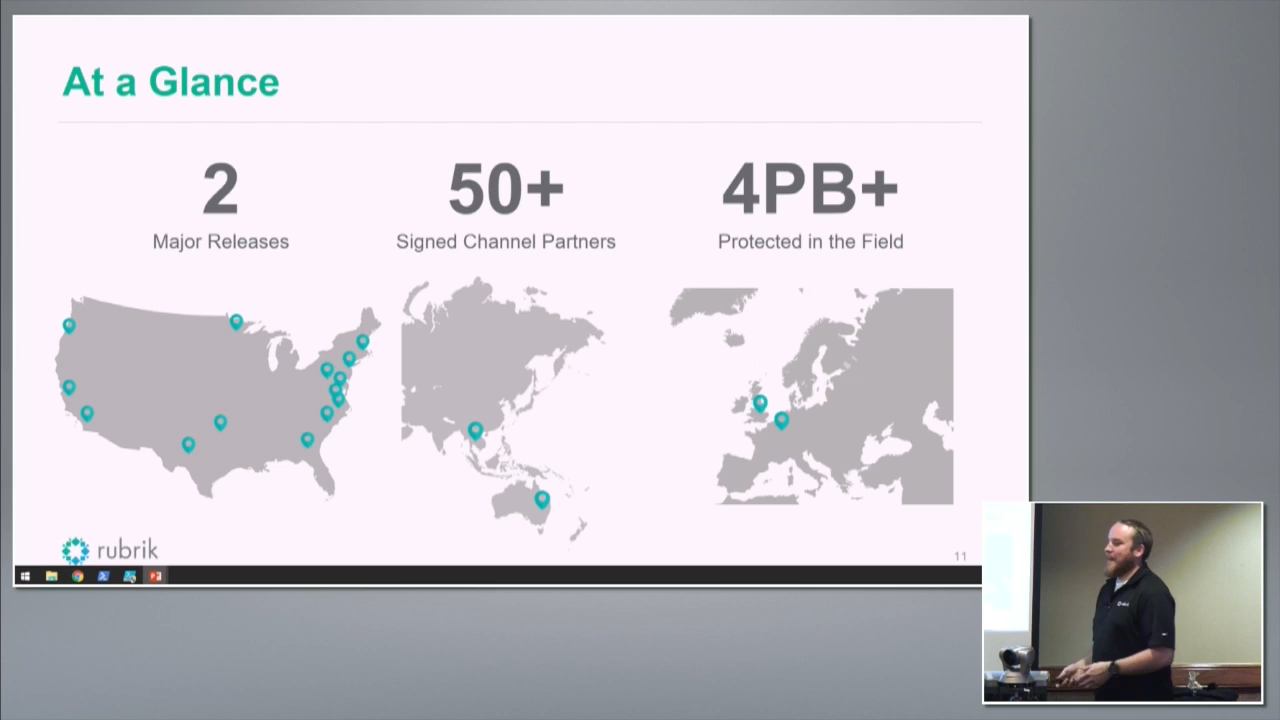 At a Glance
2
Major Releases
50+
Signed Channel Partners
4PB+
Protected in the Field
rubrik
11